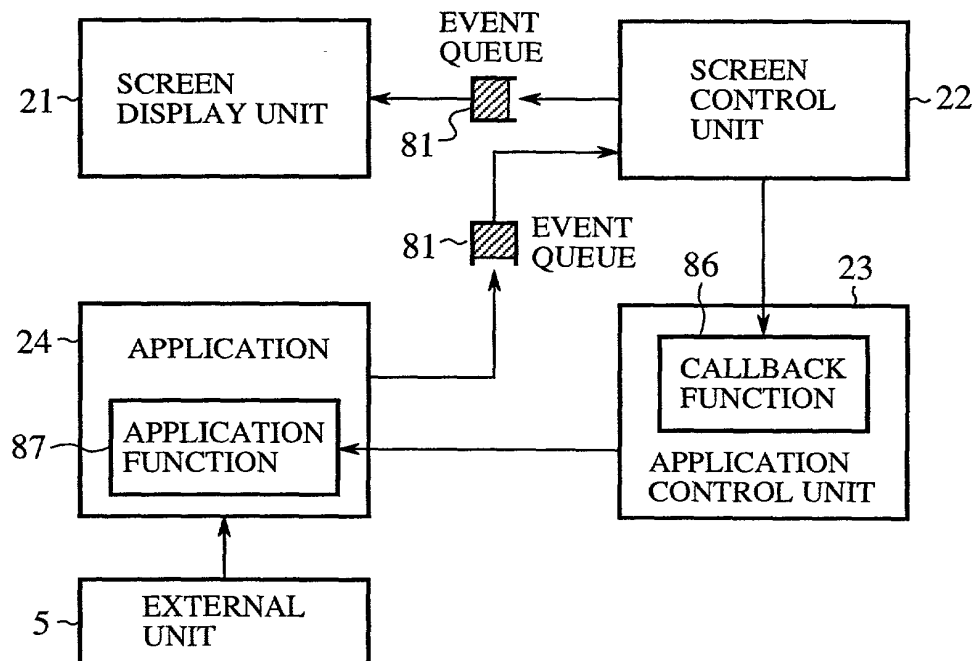 EVENT
QUEUE
21
SCREEN
DISPLAY UNIT
81
SCREEN
CONTROL
UNIT
22
81
EVENT
QUEUE
86
23
24
APPLICATION
CALLBACK
FUNCTION
87
APPLICATION
FUNCTION
APPLICATION
CONTROL UNIT
5
EXTERNAL
UNIT